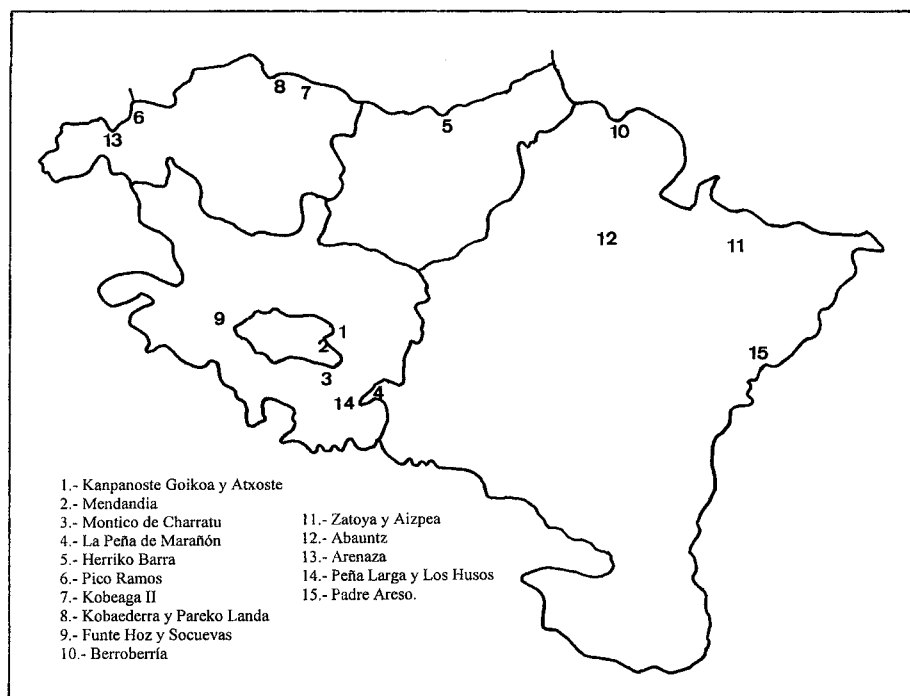 8 7
6
5
10
13
12
11
9
1
2
15
3
4
14
1.- Kanpanoste Goikoa y Atxoste
2.- Mendandia
3.- Montico de Charratu
4.- La Peña de Marañón
5.- Herriko Barra
6.- Pico Ramos
7.- Kobeaga II
8.- Kobaederra y Pareko Landa
9.- Funte Hoz y Socuevas
10.- Berroberría
11.- Zatoya y Aizpea
12.- Abauntz
13.- Arenaza
14.- Peña Larga y Los Husos
15.- Padre Areso.